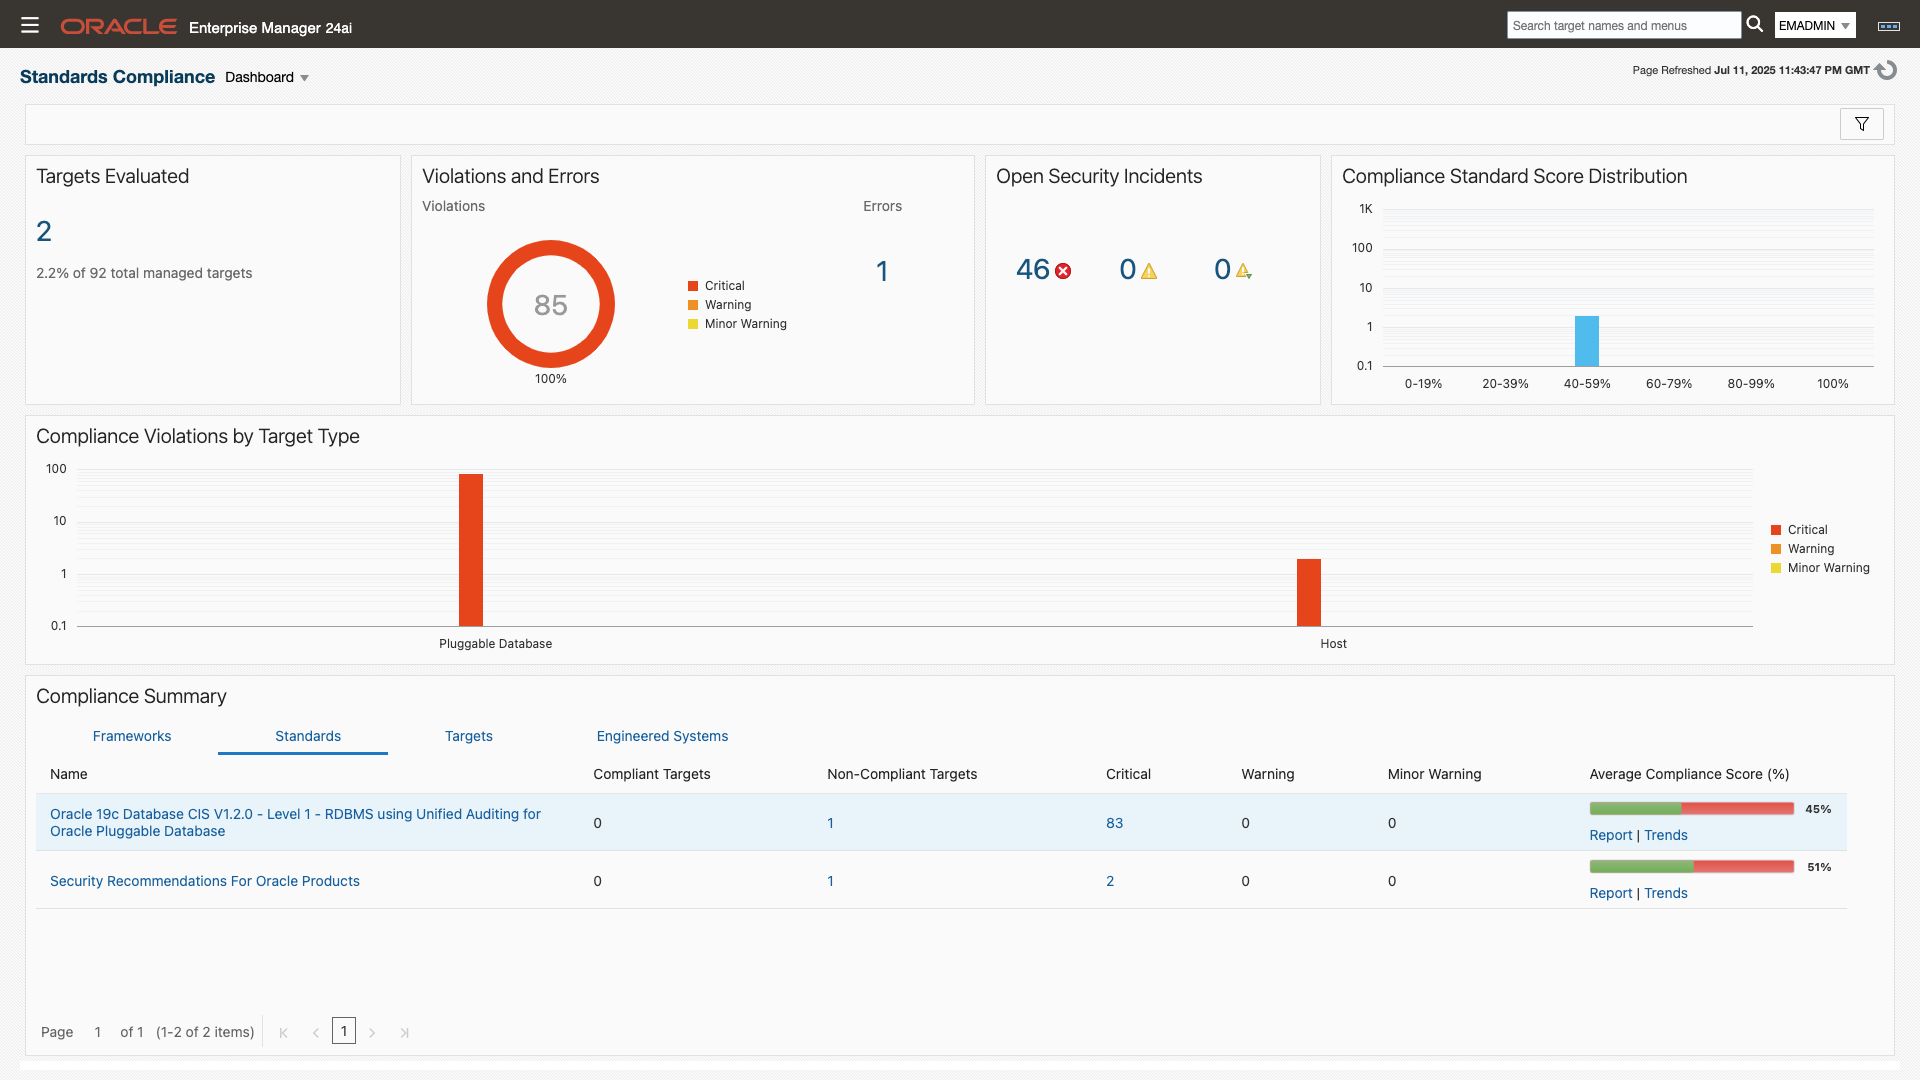 ORACLE Enterprise Manager 24ai
Search target names and menus
EMADMIN
Standards Compliance Dashboard
Page Refreshed Jul 11, 2025 11:43:47 PM GMT
Targets Evaluated
2
2.2% of 92 total managed targets
Violations and Errors
Violations
Errors
85
100%
Critical
Warning
Minor Warning
1
Open Security Incidents
46 0 0
Compliance Standard Score Distribution
1K
100
10
1
0.1
0-19% 20-39% 40-59% 60-79% 80-99% 100%
Compliance Violations by Target Type
100
10
1
0.1
Pluggable Database Host
Critical
Warning
Minor Warning
Compliance Summary
Frameworks Standards Targets Engineered Systems
Name Compliant Targets Non-Compliant Targets Critical Warning Minor Warning Average Compliance Score (%)
Oracle 19c Database CIS V1.2.0 - Level 1 - RDBMS using Unified Auditing for
Oracle Pluggable Database
0 1 83 0 0 45%
Report | Trends
Security Recommendations For Oracle Products 0 1 2 0 0 51%
Report | Trends
Page 1 of 1 (1-2 of 2 items) 1